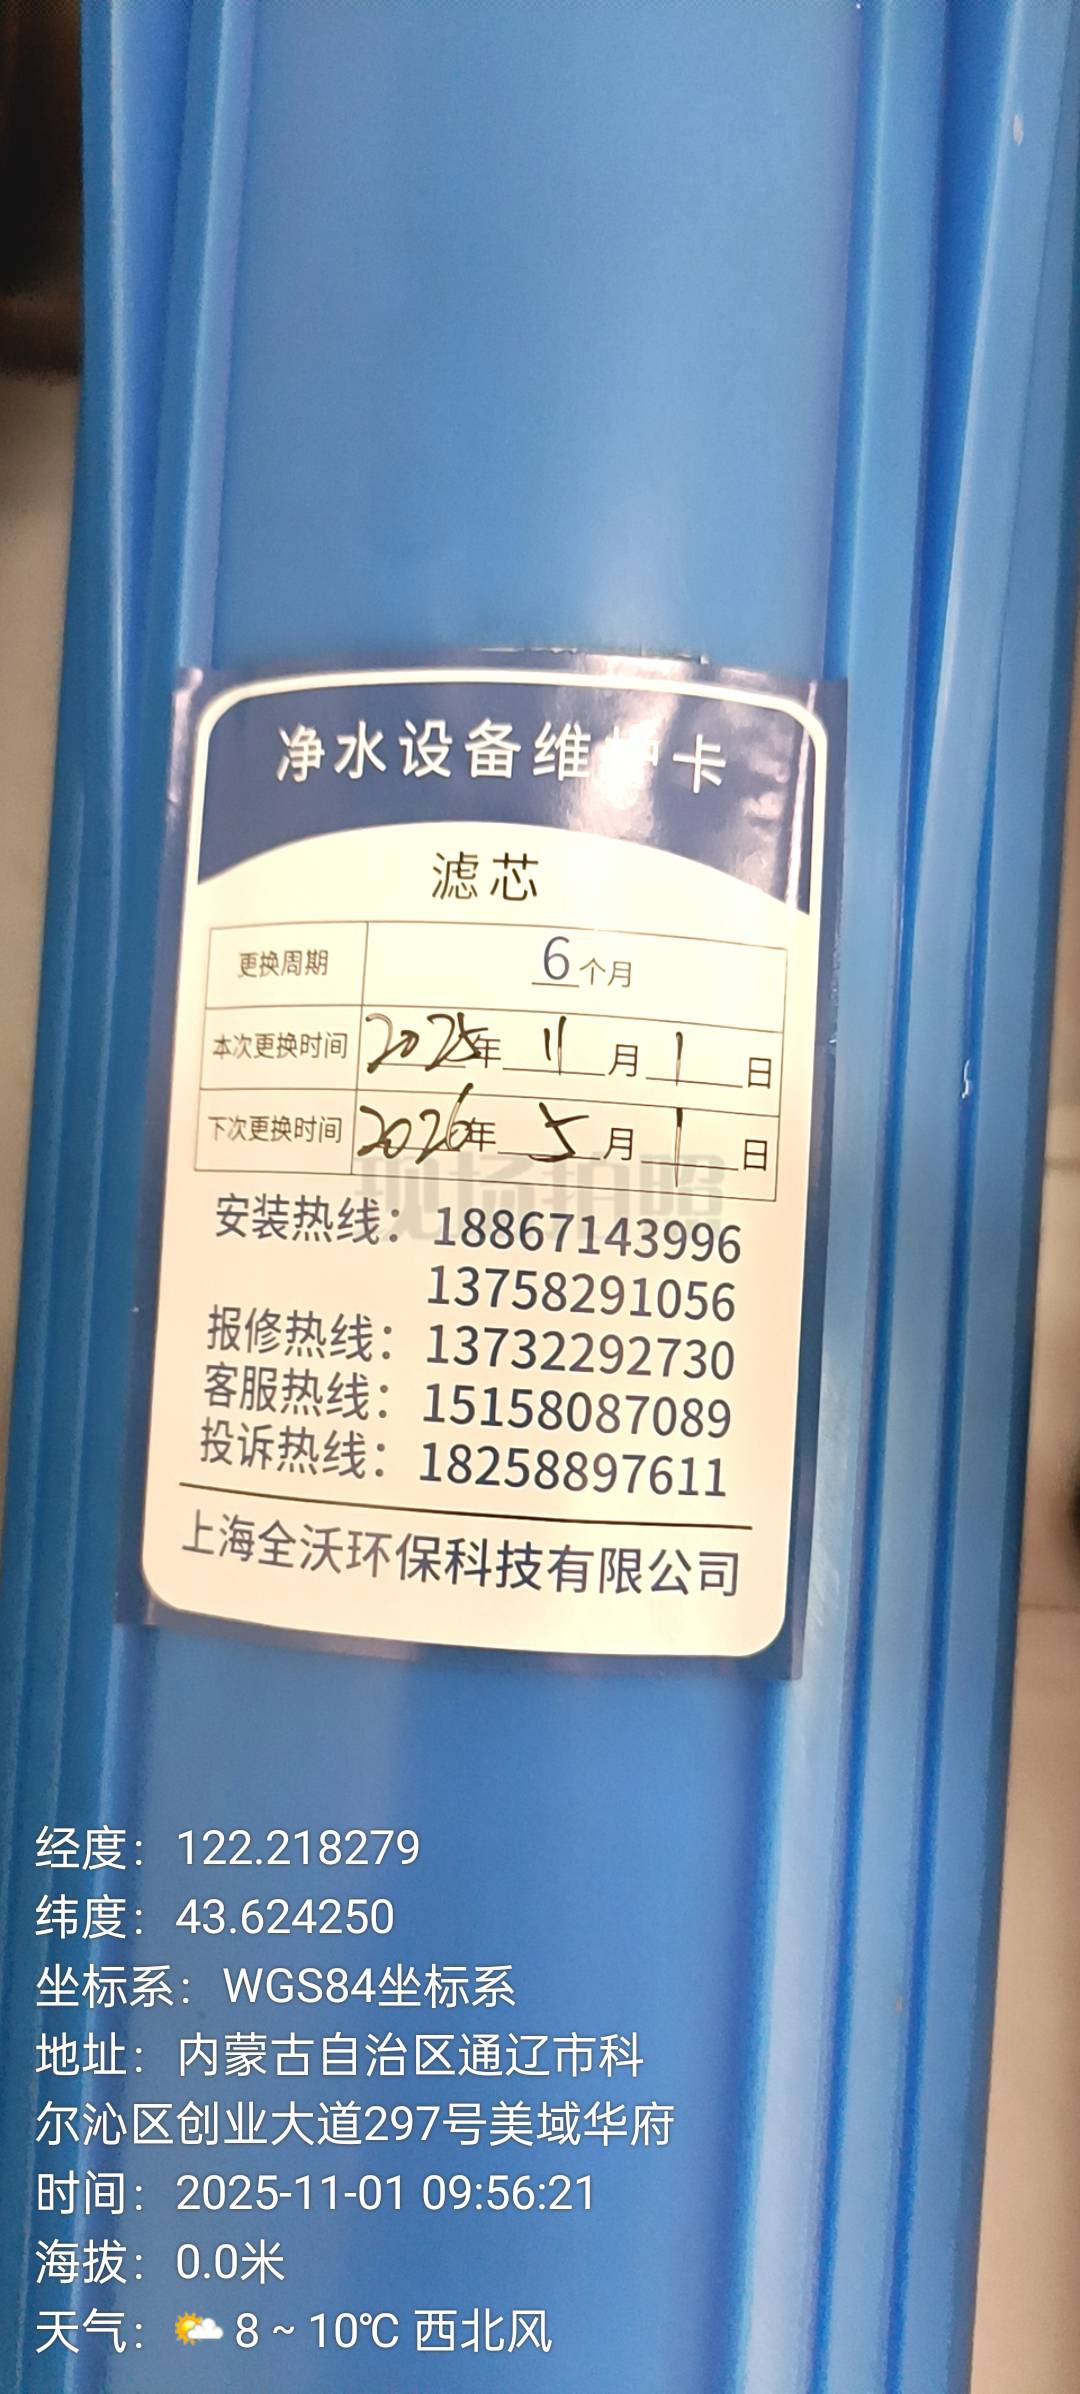 净水设备维护卡
滤芯
更换周期 6个月
本次更换时间 2025年11月1日
下次更换时间 2026年5月1日
现场拍照
安装热线：18867143996
13758291056
报修热线：13732292730
客服热线：15158087089
投诉热线：18258897611
上海全沃环保科技有限公司
经度：122.218279
纬度：43.624250
坐标系：WGS84坐标系
地址：内蒙古自治区通辽市科
尔沁区创业大道297号美域华府
时间：2025-11-01 09:56:21
海拔：0.0米
天气：🌤️ 8 ~ 10℃ 西北风